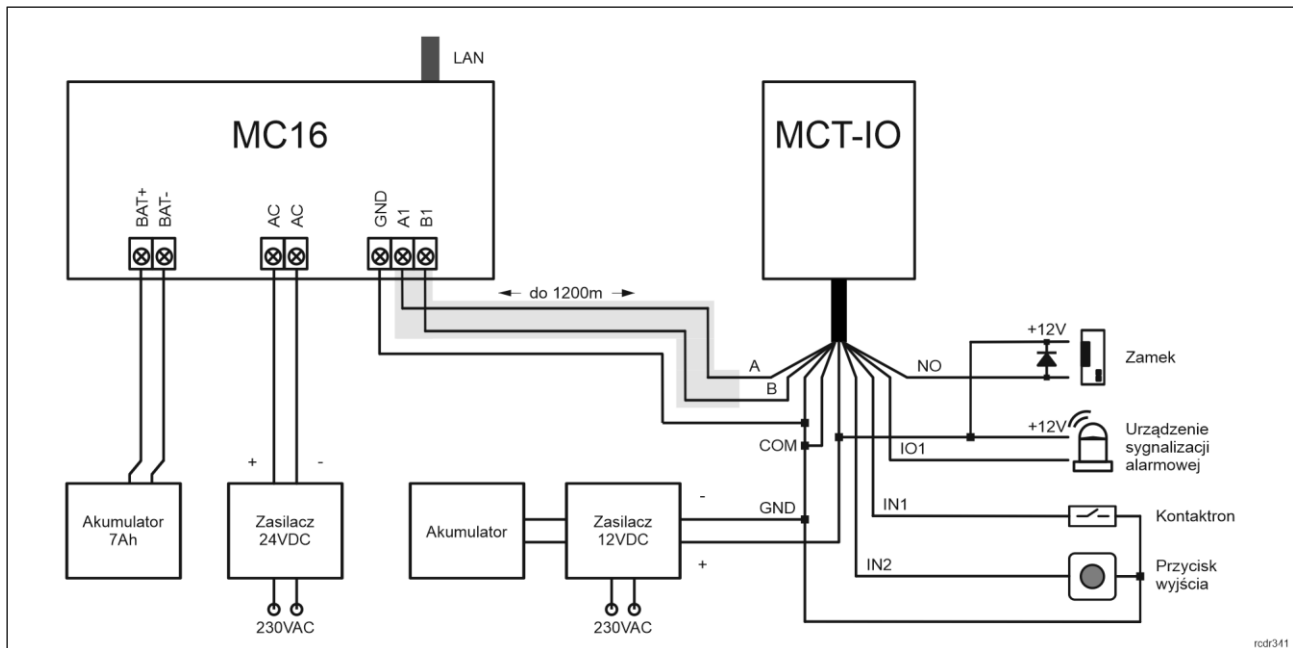 LAN
MC16
MCT-IO
BAT+
BAT-
AC
AC
GND
A1
B1
← do 1200m →
+12V
Zamek
A
NO
B
+12V
Urządzenie
sygnalizacji
alarmowej
COM
IO1
+
-
-
GND
IN1
Kontaktron
Akumulator
7Ah
Zasilacz
24VDC
Akumulator
Zasilacz
12VDC
+
IN2
Przycisk
wyjścia
230VAC
230VAC
rcdr341